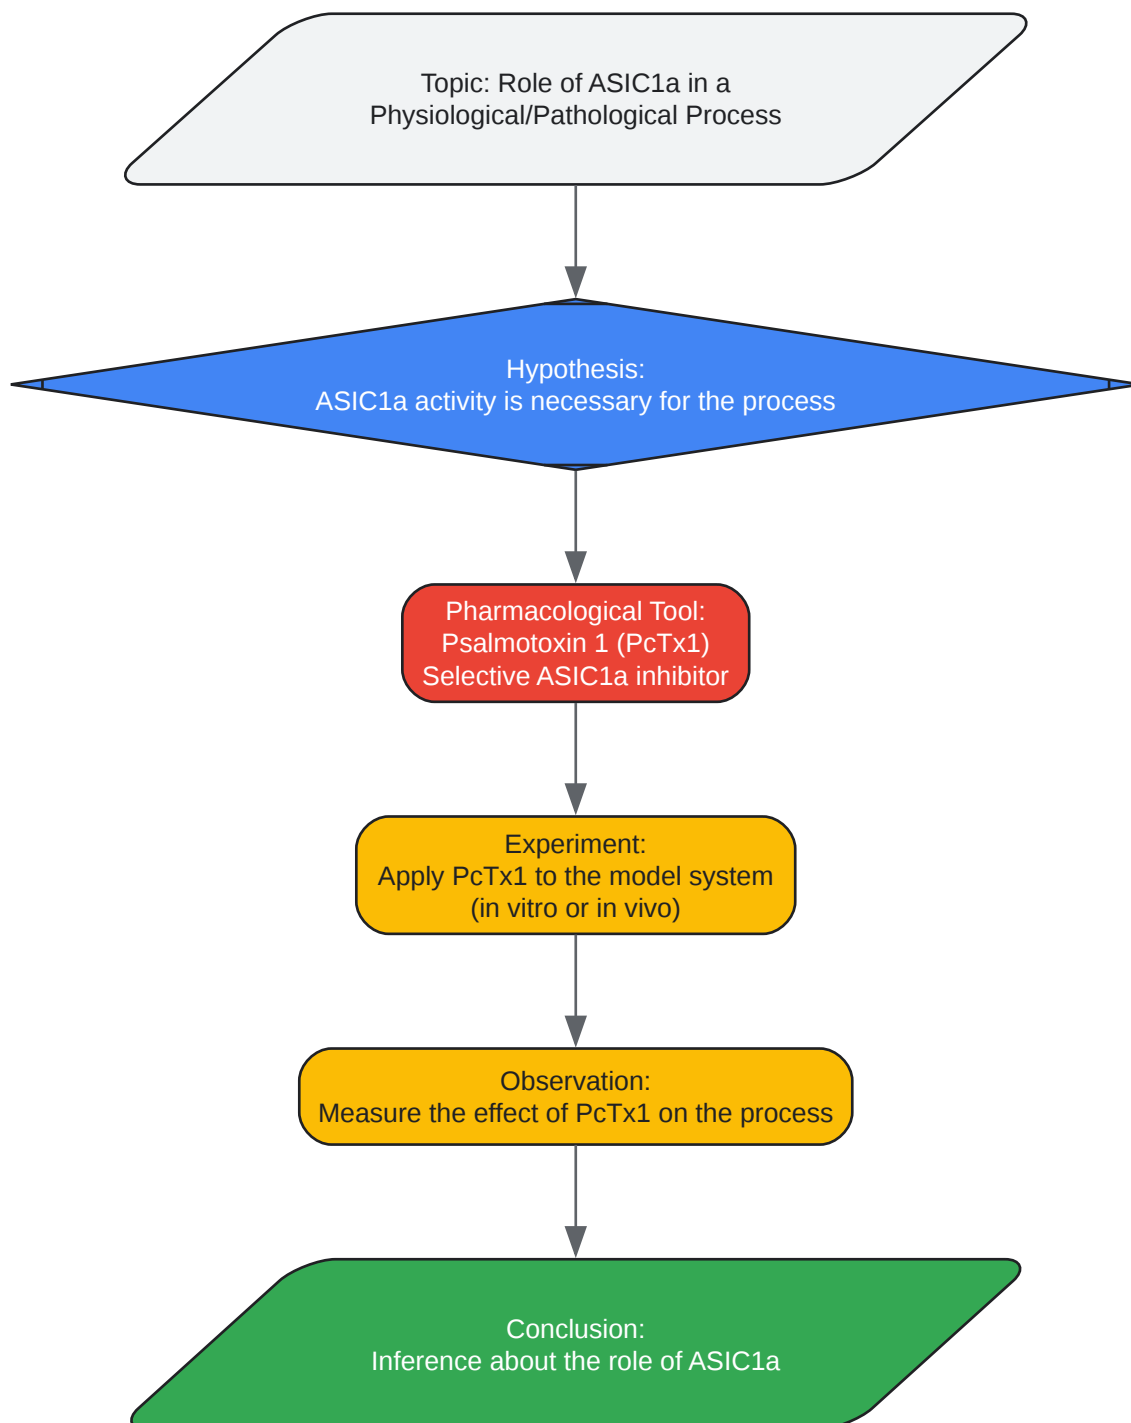 Topic: Role of ASIC1a in a
Physiological/Pathological Process
Hypothesis:
ASIC1a activity is necessary for the process
Pharmacological Tool:
Psalmotoxin 1 (PcTx1)
Selective ASIC1a inhibitor
Experiment:
Apply PcTx1 to the model system
(in vitro or in vivo)
Observation:
Measure the effect of PcTx1 on the process
Conclusion:
Inference about the role of ASIC1a